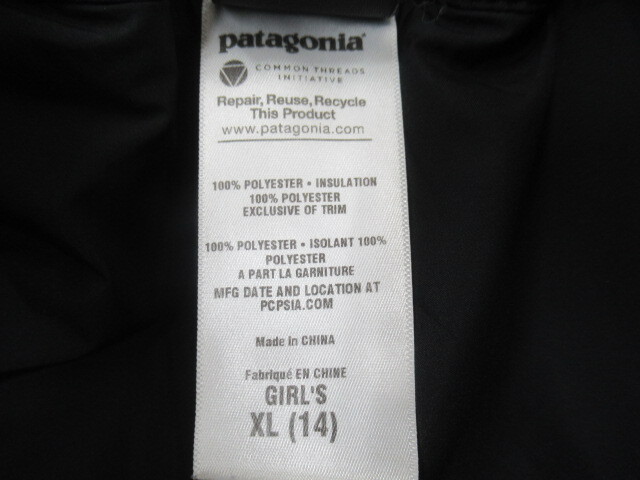 patagonia®
COMMON THREADS
INITIATIVE
Repair, Reuse, Recycle
This Product
www.patagonia.com
100% POLYESTER • INSULATION
100% POLYESTER
EXCLUSIVE OF TRIM
100% POLYESTER • ISOLANT 100%
POLYESTER
A PART LA GARNITURE
MFG DATE AND LOCATION AT
PCPSIA.COM
Made in CHINA
Fabriqué EN CHINE
GIRL'S
XL (14)